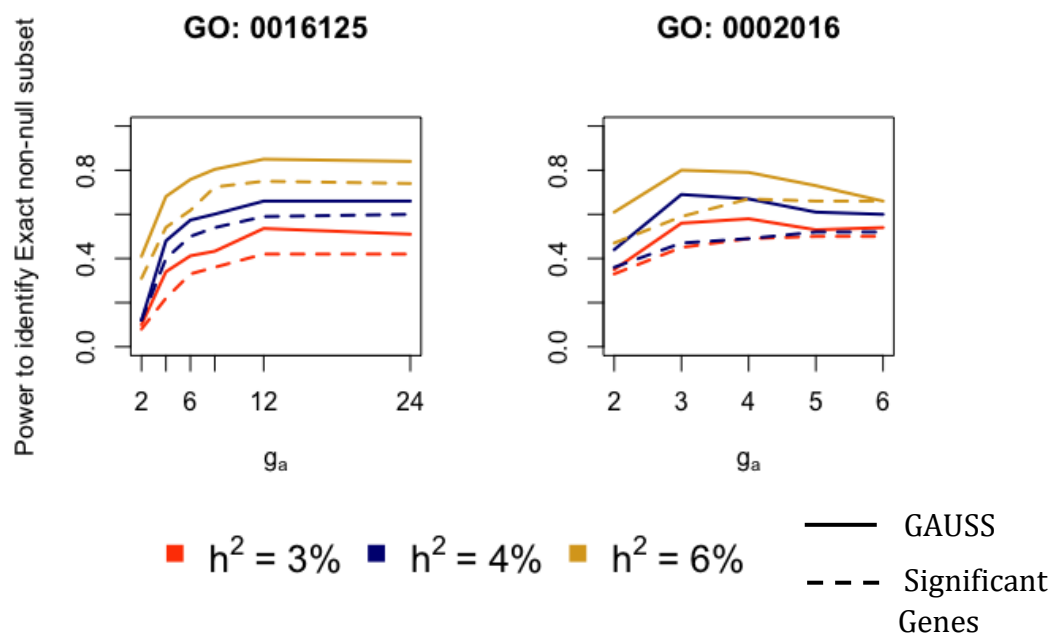 GO: 0016125
GO: 0002016
Power to identify Exact non-null subset
0.0 0.4 0.8
2 6 12 24
gₐ
0.0 0.4 0.8
2 3 4 5 6
gₐ
h² = 3% h² = 4% h² = 6%
GAUSS
Significant
Genes